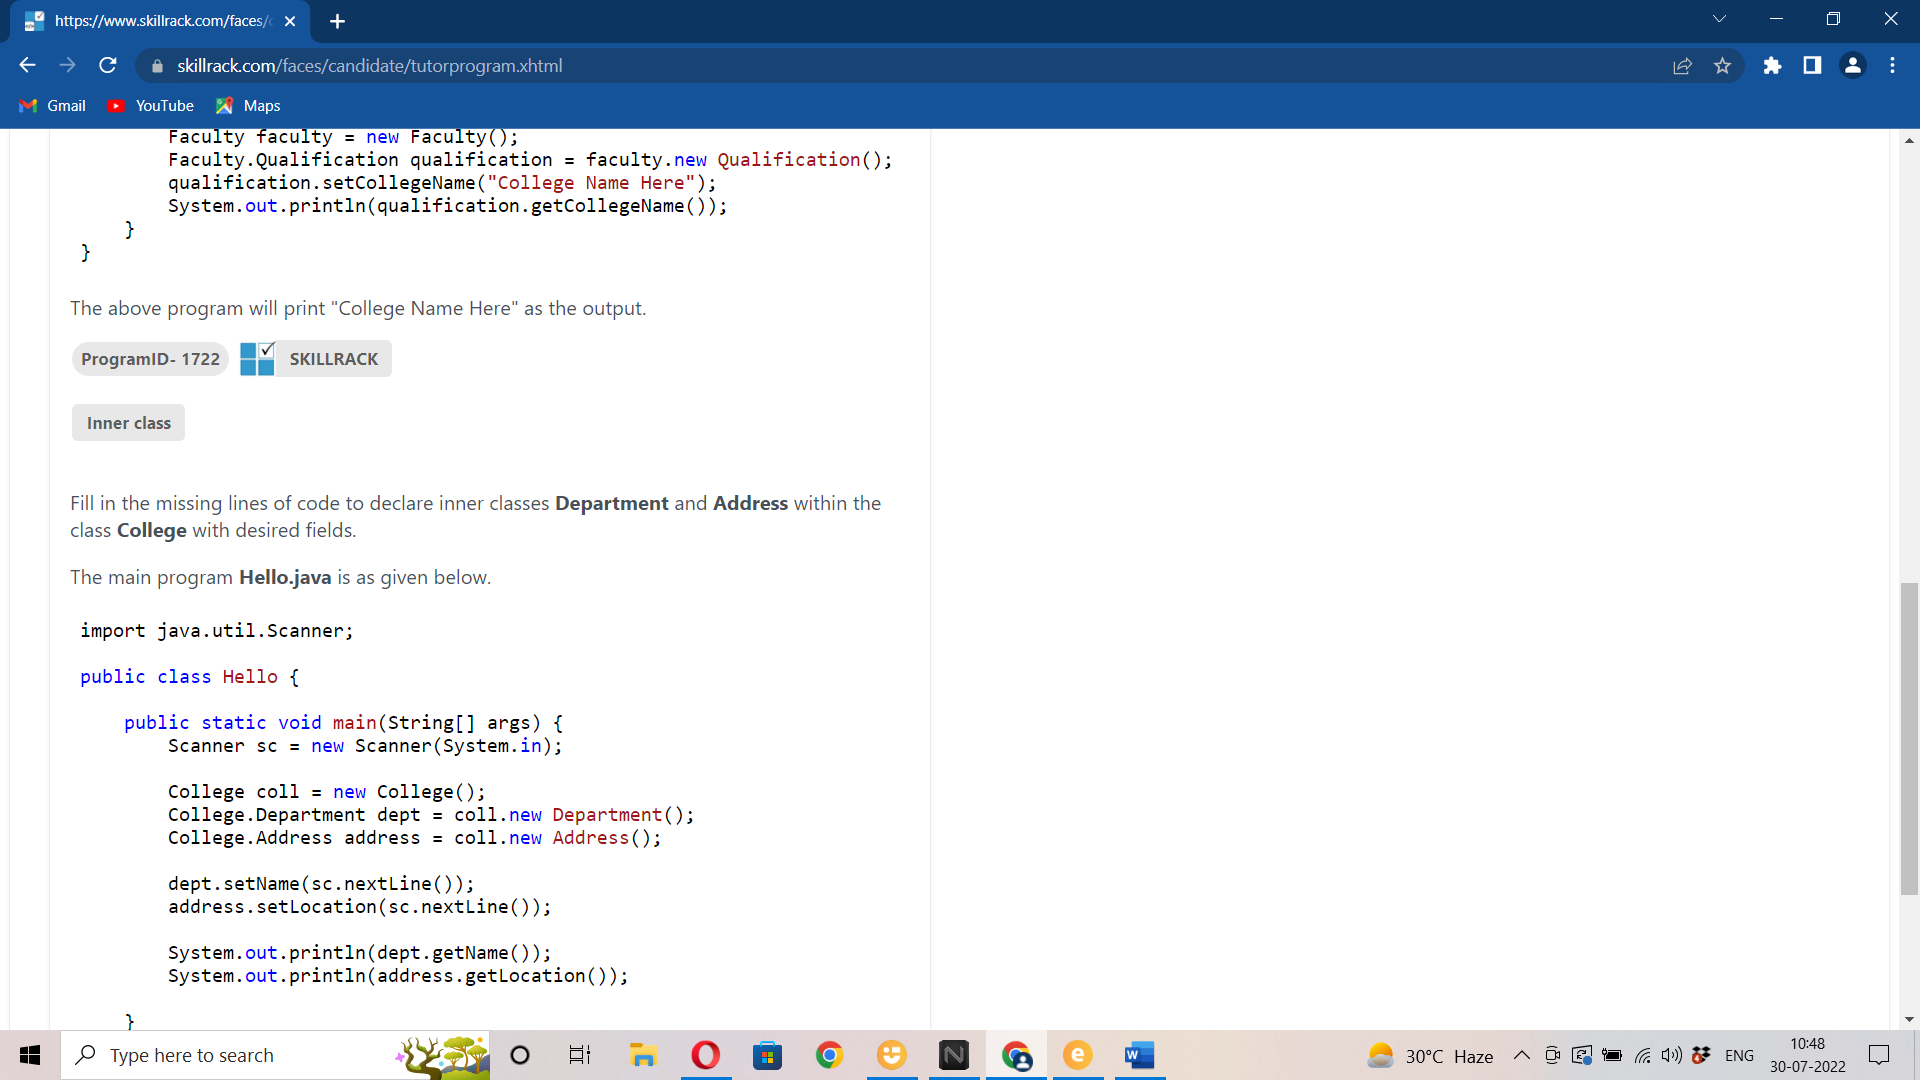 https://www.skillrack.com/faces/c
skillrack.com/faces/candidate/tutorprogram.xhtml
Gmail YouTube Maps
Faculty faculty = new Faculty();
Faculty.Qualification qualification = faculty.new Qualification();
qualification.setCollegeName("College Name Here");
System.out.println(qualification.getCollegeName());
}
}
The above program will print "College Name Here" as the output.
ProgramID- 1722 SKILLRACK
Inner class
Fill in the missing lines of code to declare inner classes Department and Address within the
class College with desired fields.
The main program Hello.java is as given below.
import java.util.Scanner;
public class Hello {
public static void main(String[] args) {
Scanner sc = new Scanner(System.in);
College coll = new College();
College.Department dept = coll.new Department();
College.Address address = coll.new Address();
dept.setName(sc.nextLine());
address.setLocation(sc.nextLine());
System.out.println(dept.getName());
System.out.println(address.getLocation());
}
Type here to search
30°C Haze
ENG
10:48
30-07-2022